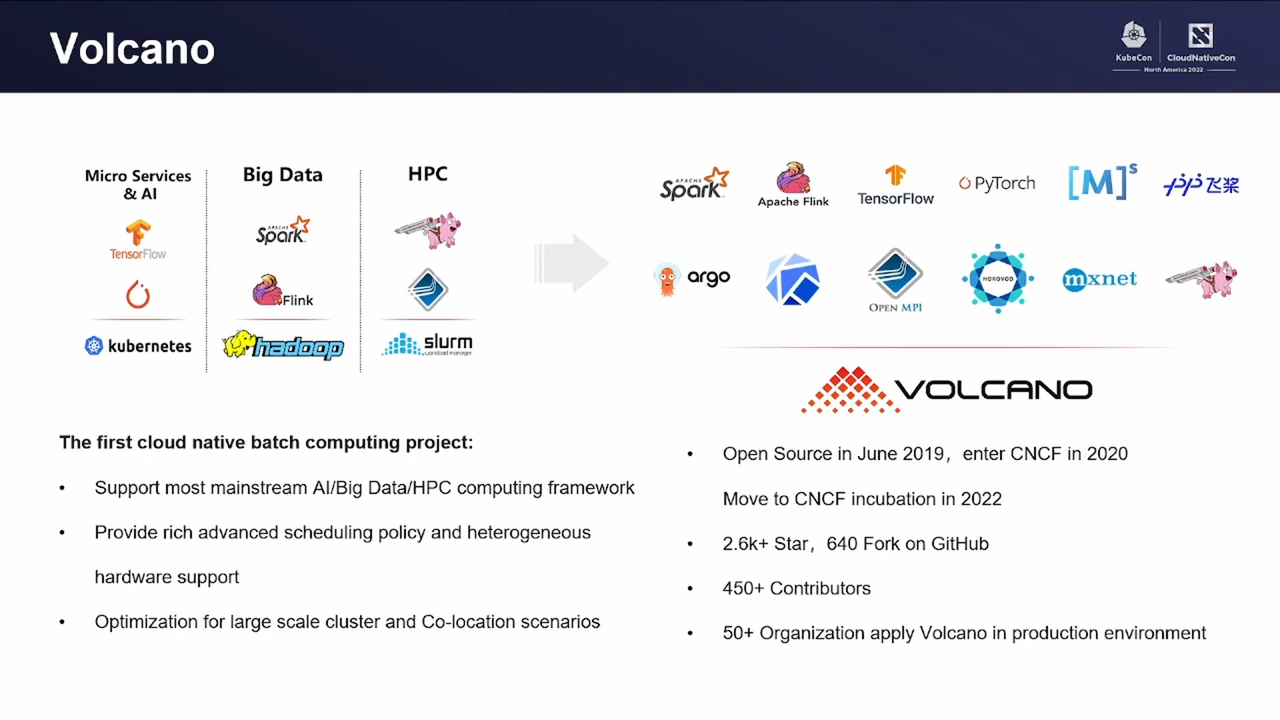 Volcano
KubeCon
CloudNativeCon
North America 2022
Micro Services
& AI
TensorFlow
kubernetes
Big Data
APACHE
Spark
Flink
hadoop
HPC
slurm
workload manager
APACHE
Spark
Apache Flink
TensorFlow
PyTorch
[M]s
飞桨
argo
OPEN MPI
HOROVOD
mxnet
VOLCANO
The first cloud native batch computing project:
• Support most mainstream AI/Big Data/HPC computing framework
• Provide rich advanced scheduling policy and heterogeneous
hardware support
• Optimization for large scale cluster and Co-location scenarios
• Open Source in June 2019，enter CNCF in 2020
Move to CNCF incubation in 2022
• 2.6k+ Star，640 Fork on GitHub
• 450+ Contributors
• 50+ Organization apply Volcano in production environment